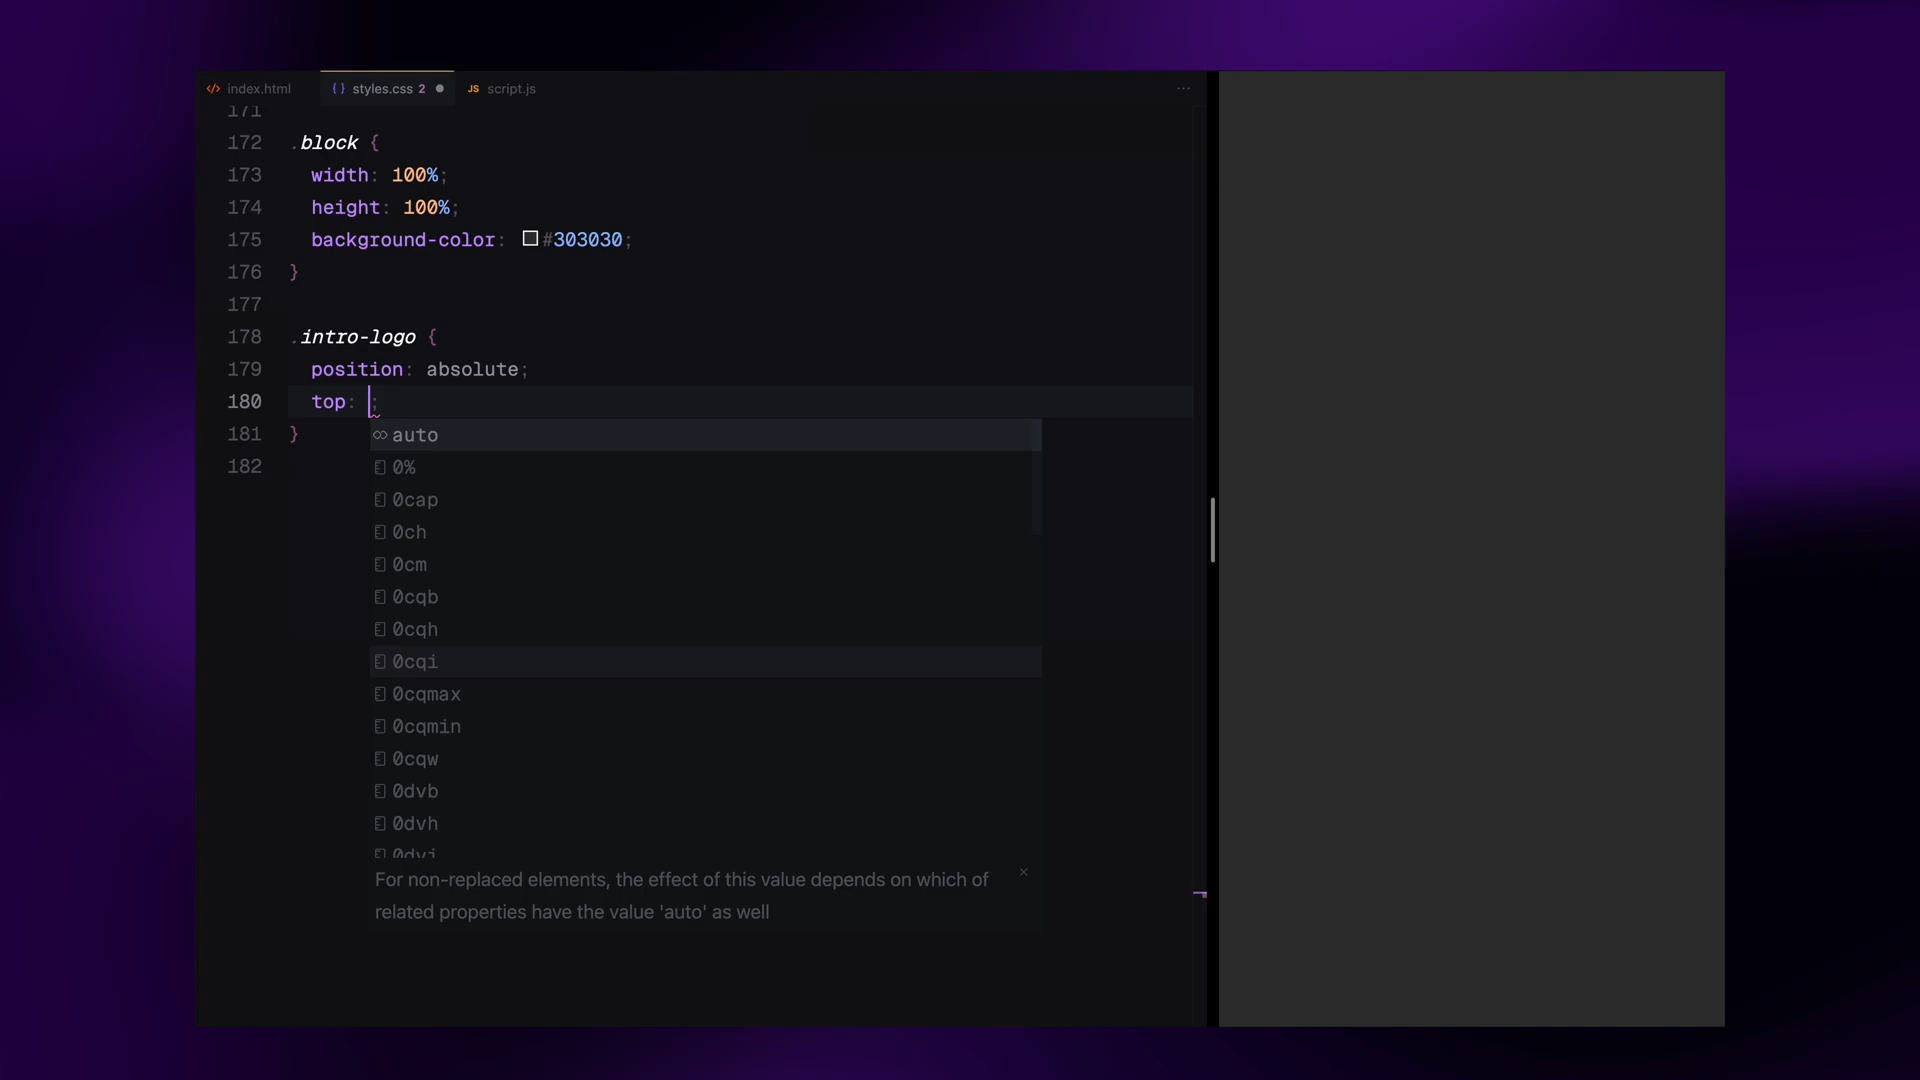 index.html
styles.css 2
JS script.js
171
172 .block {
173 width: 100%;
174 height: 100%;
175 background-color: #303030;
176 }
177
178 .intro-logo {
179 position: absolute;
180 top: ;
auto
181 }
0%
182
0cap
0ch
0cm
0cqb
0cqh
0cqi
0cqmax
0cqmin
0cqw
0dvb
0dvh
0dvi
For non-replaced elements, the effect of this value depends on which of
related properties have the value 'auto' as well